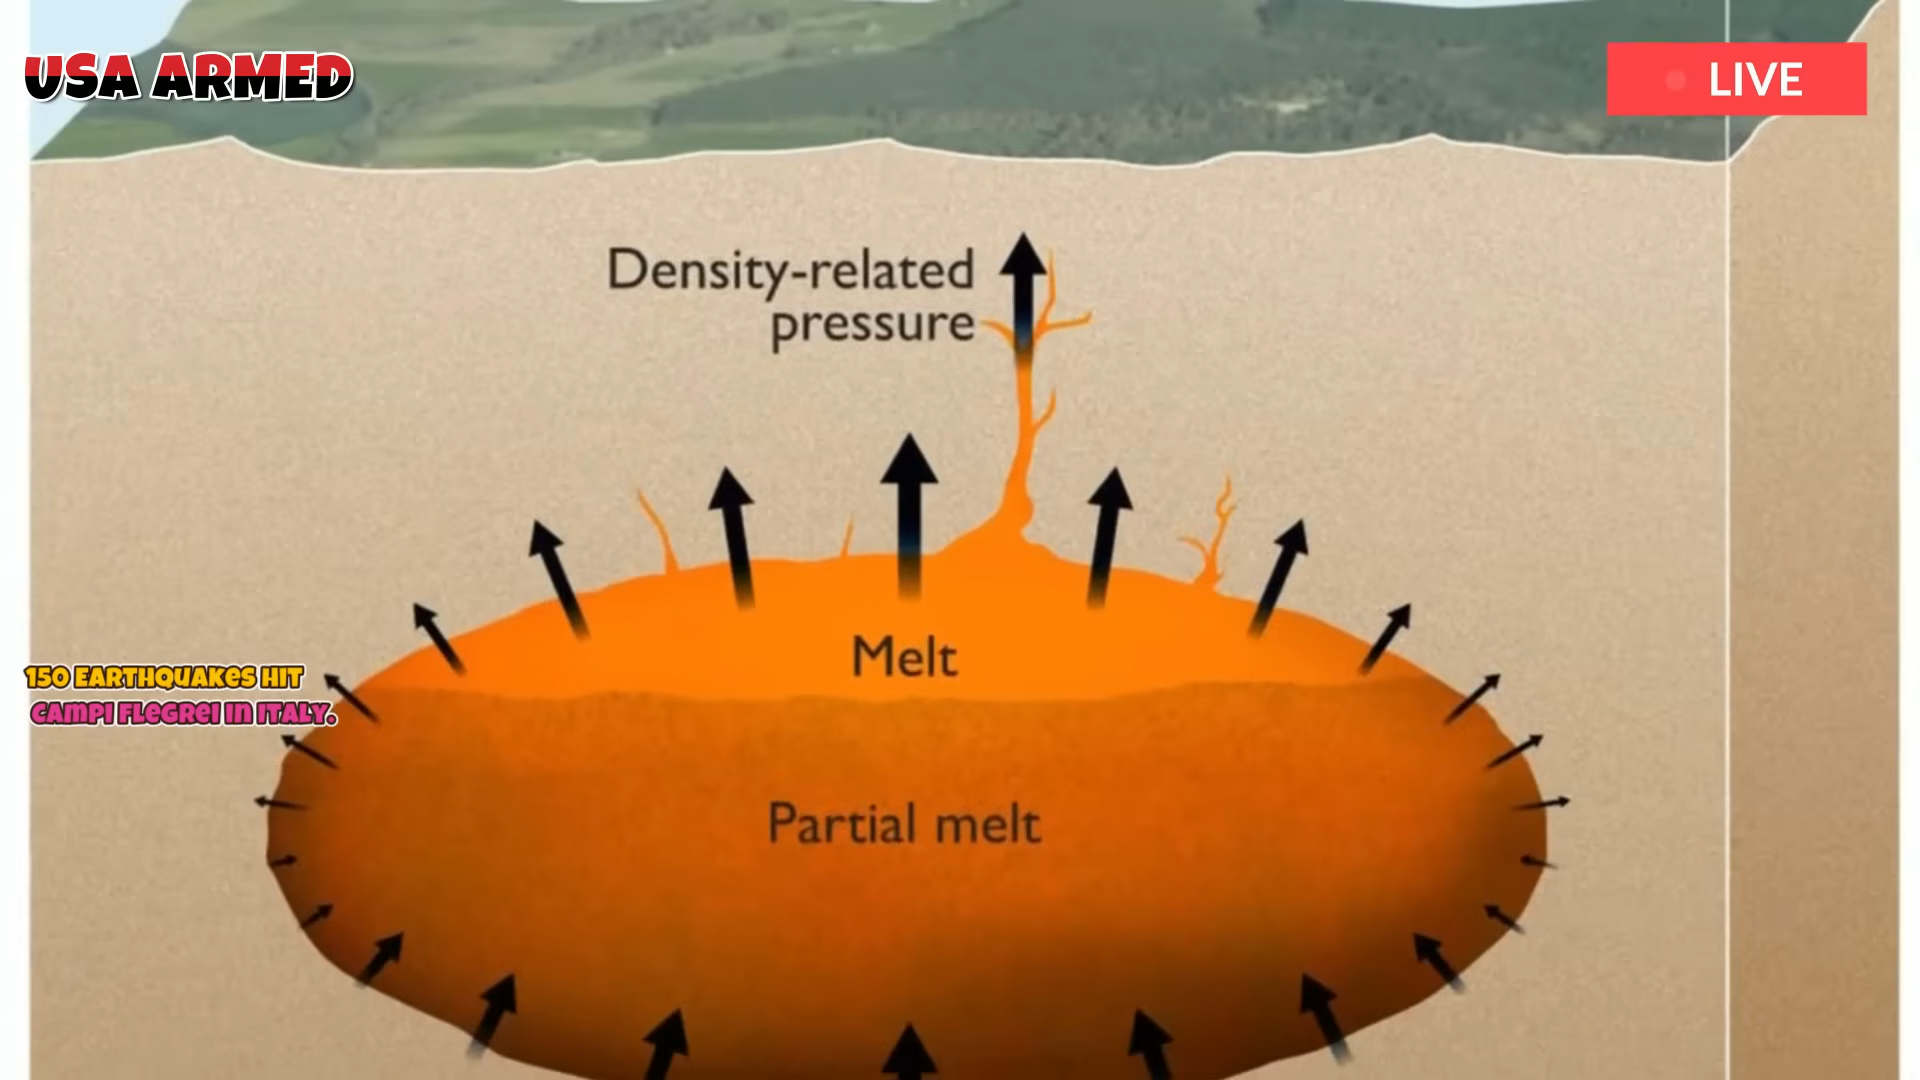 USA ARMED
LIVE
Density-related
pressure
Melt
150 EARTHQUAKES HIT
CAMPI FLEGREI IN ITALY.
Partial melt